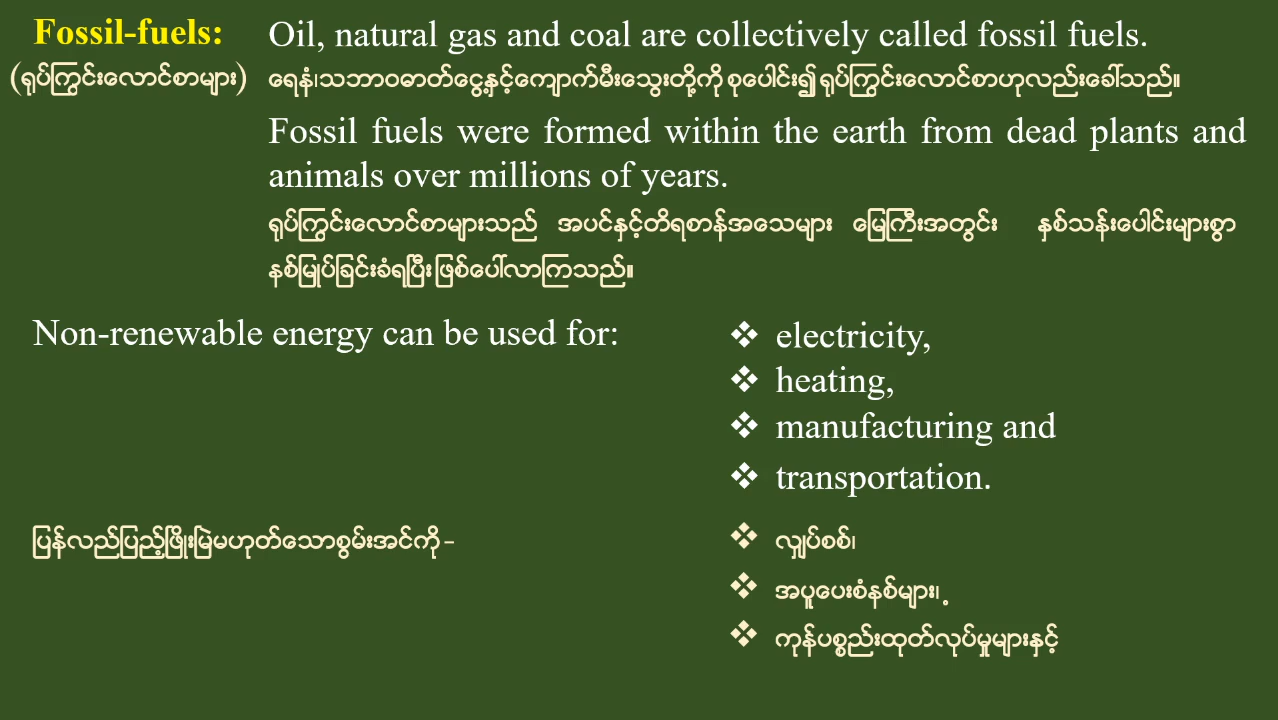 Fossil-fuels: Oil, natural gas and coal are collectively called fossil fuels.
(ရုပ်ကြွင်းလောင်စာများ) ရေနံ၊သဘာဝဓာတ်ငွေ့နှင့်ကျောက်မီးသွေးတို့ကို စုပေါင်း၍ ရုပ်ကြွင်းလောင်စာဟုလည်းခေါ်သည်။
Fossil fuels were formed within the earth from dead plants and
animals over millions of years.
ရုပ်ကြွင်းလောင်စာများသည် အပင်နှင့်တိရစာန်အသေများ မြေကြီးအတွင်း နှစ်သန်းပေါင်းများစွာ
နစ်မြုပ်ခြင်းခံရပြီး ဖြစ်ပေါ်လာကြသည်။
Non-renewable energy can be used for:
❖ electricity,
❖ heating,
❖ manufacturing and
❖ transportation.
ပြန်လည်ပြည့်ဖြိုးမြဲမဟုတ်သောစွမ်းအင်ကို -
❖ လျှပ်စစ်၊
❖ အပူပေးစံနစ်များ၊့
❖ ကုန်ပစ္စည်းထုတ်လုပ်မှုများနှင့်